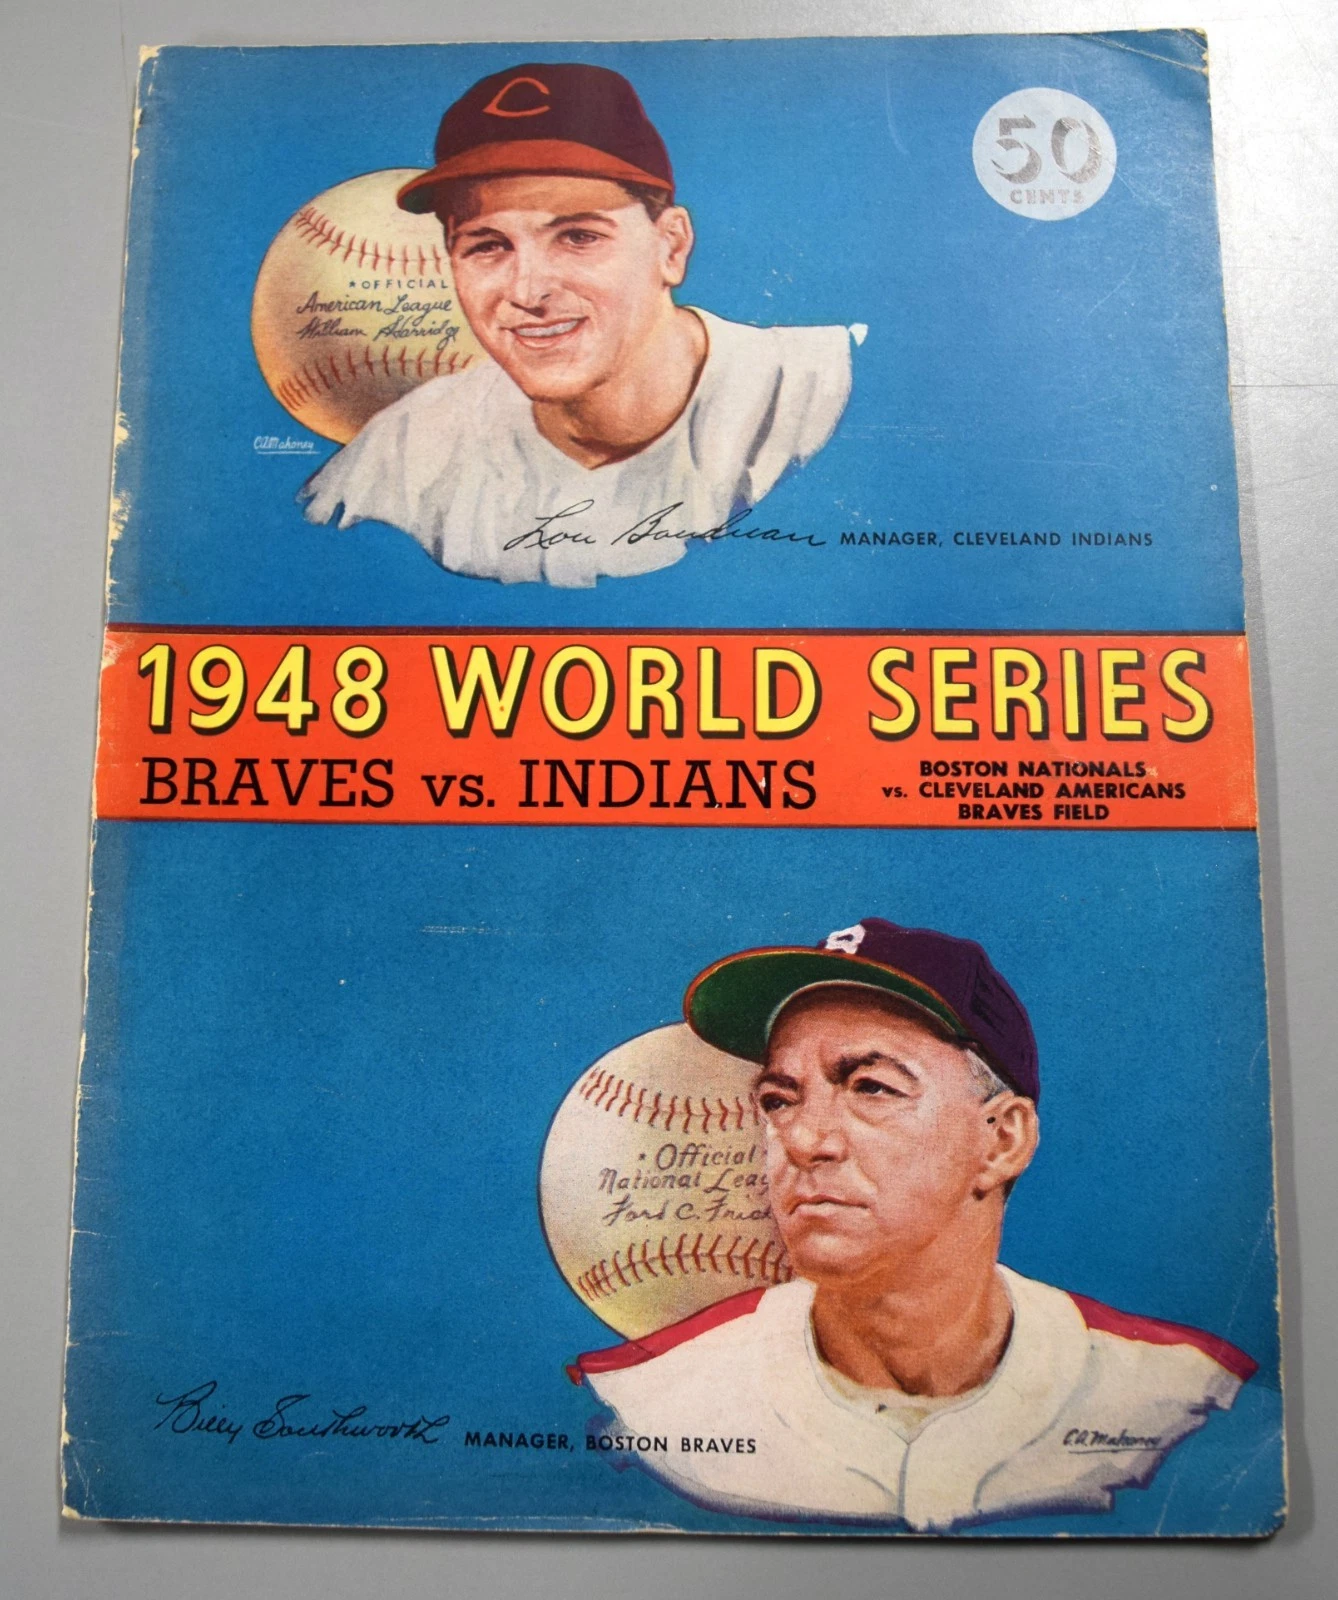 C
50
CENTS
★ OFFICIAL
American League
William Harridge
C.A. Mahoney
Lou Boudreau MANAGER, CLEVELAND INDIANS
1948 WORLD SERIES
BRAVES vs. INDIANS
BOSTON NATIONALS
vs. CLEVELAND AMERICANS
BRAVES FIELD
B
Official
National Leag
Ford C. Frick
Billy Southworth MANAGER, BOSTON BRAVES
C.A. Mahoney